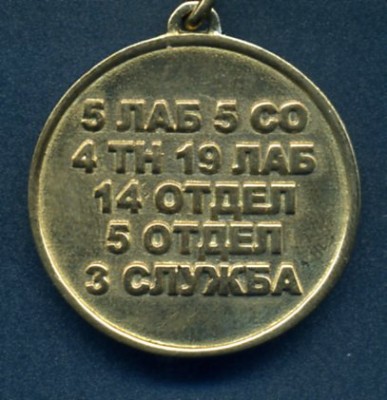 5 ЛАБ 5 СО
4 ТН 19 ЛАБ
14 ОТДЕЛ
5 ОТДЕЛ
3 СЛУЖБА